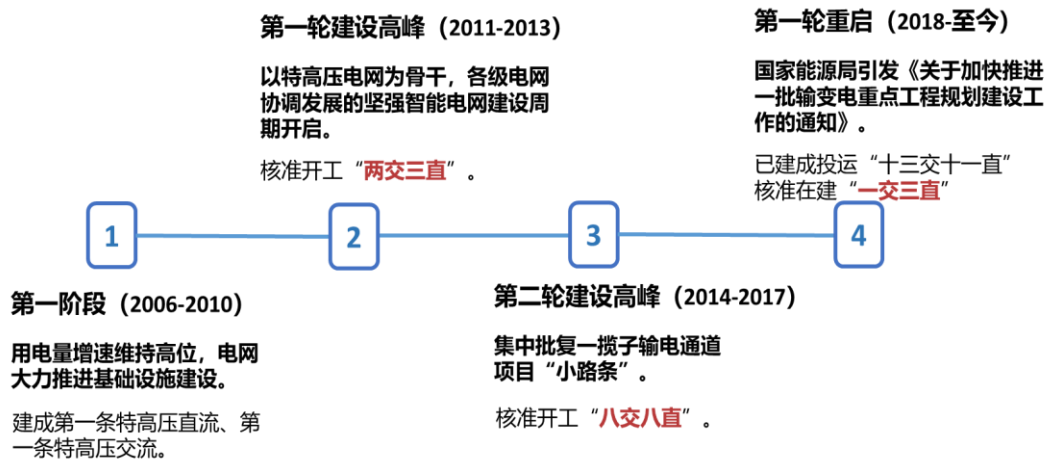 第一轮建设高峰（2011-2013）
以特高压电网为骨干，各级电网
协调发展的坚强智能电网建设周
期开启。
核准开工“两交三直”。
第一轮重启（2018-至今）
国家能源局引发《关于加快推进
一批输变电重点工程规划建设工
作的通知》。
已建成投运“十三交十一直”
核准在建“一交三直”
1
2
3
4
第一阶段（2006-2010）
用电量增速维持高位，电网
大力推进基础设施建设。
建成第一条特高压直流、第
一条特高压交流。
第二轮建设高峰（2014-2017）
集中批复一揽子输电通道
项目“小路条”。
核准开工“八交八直”。